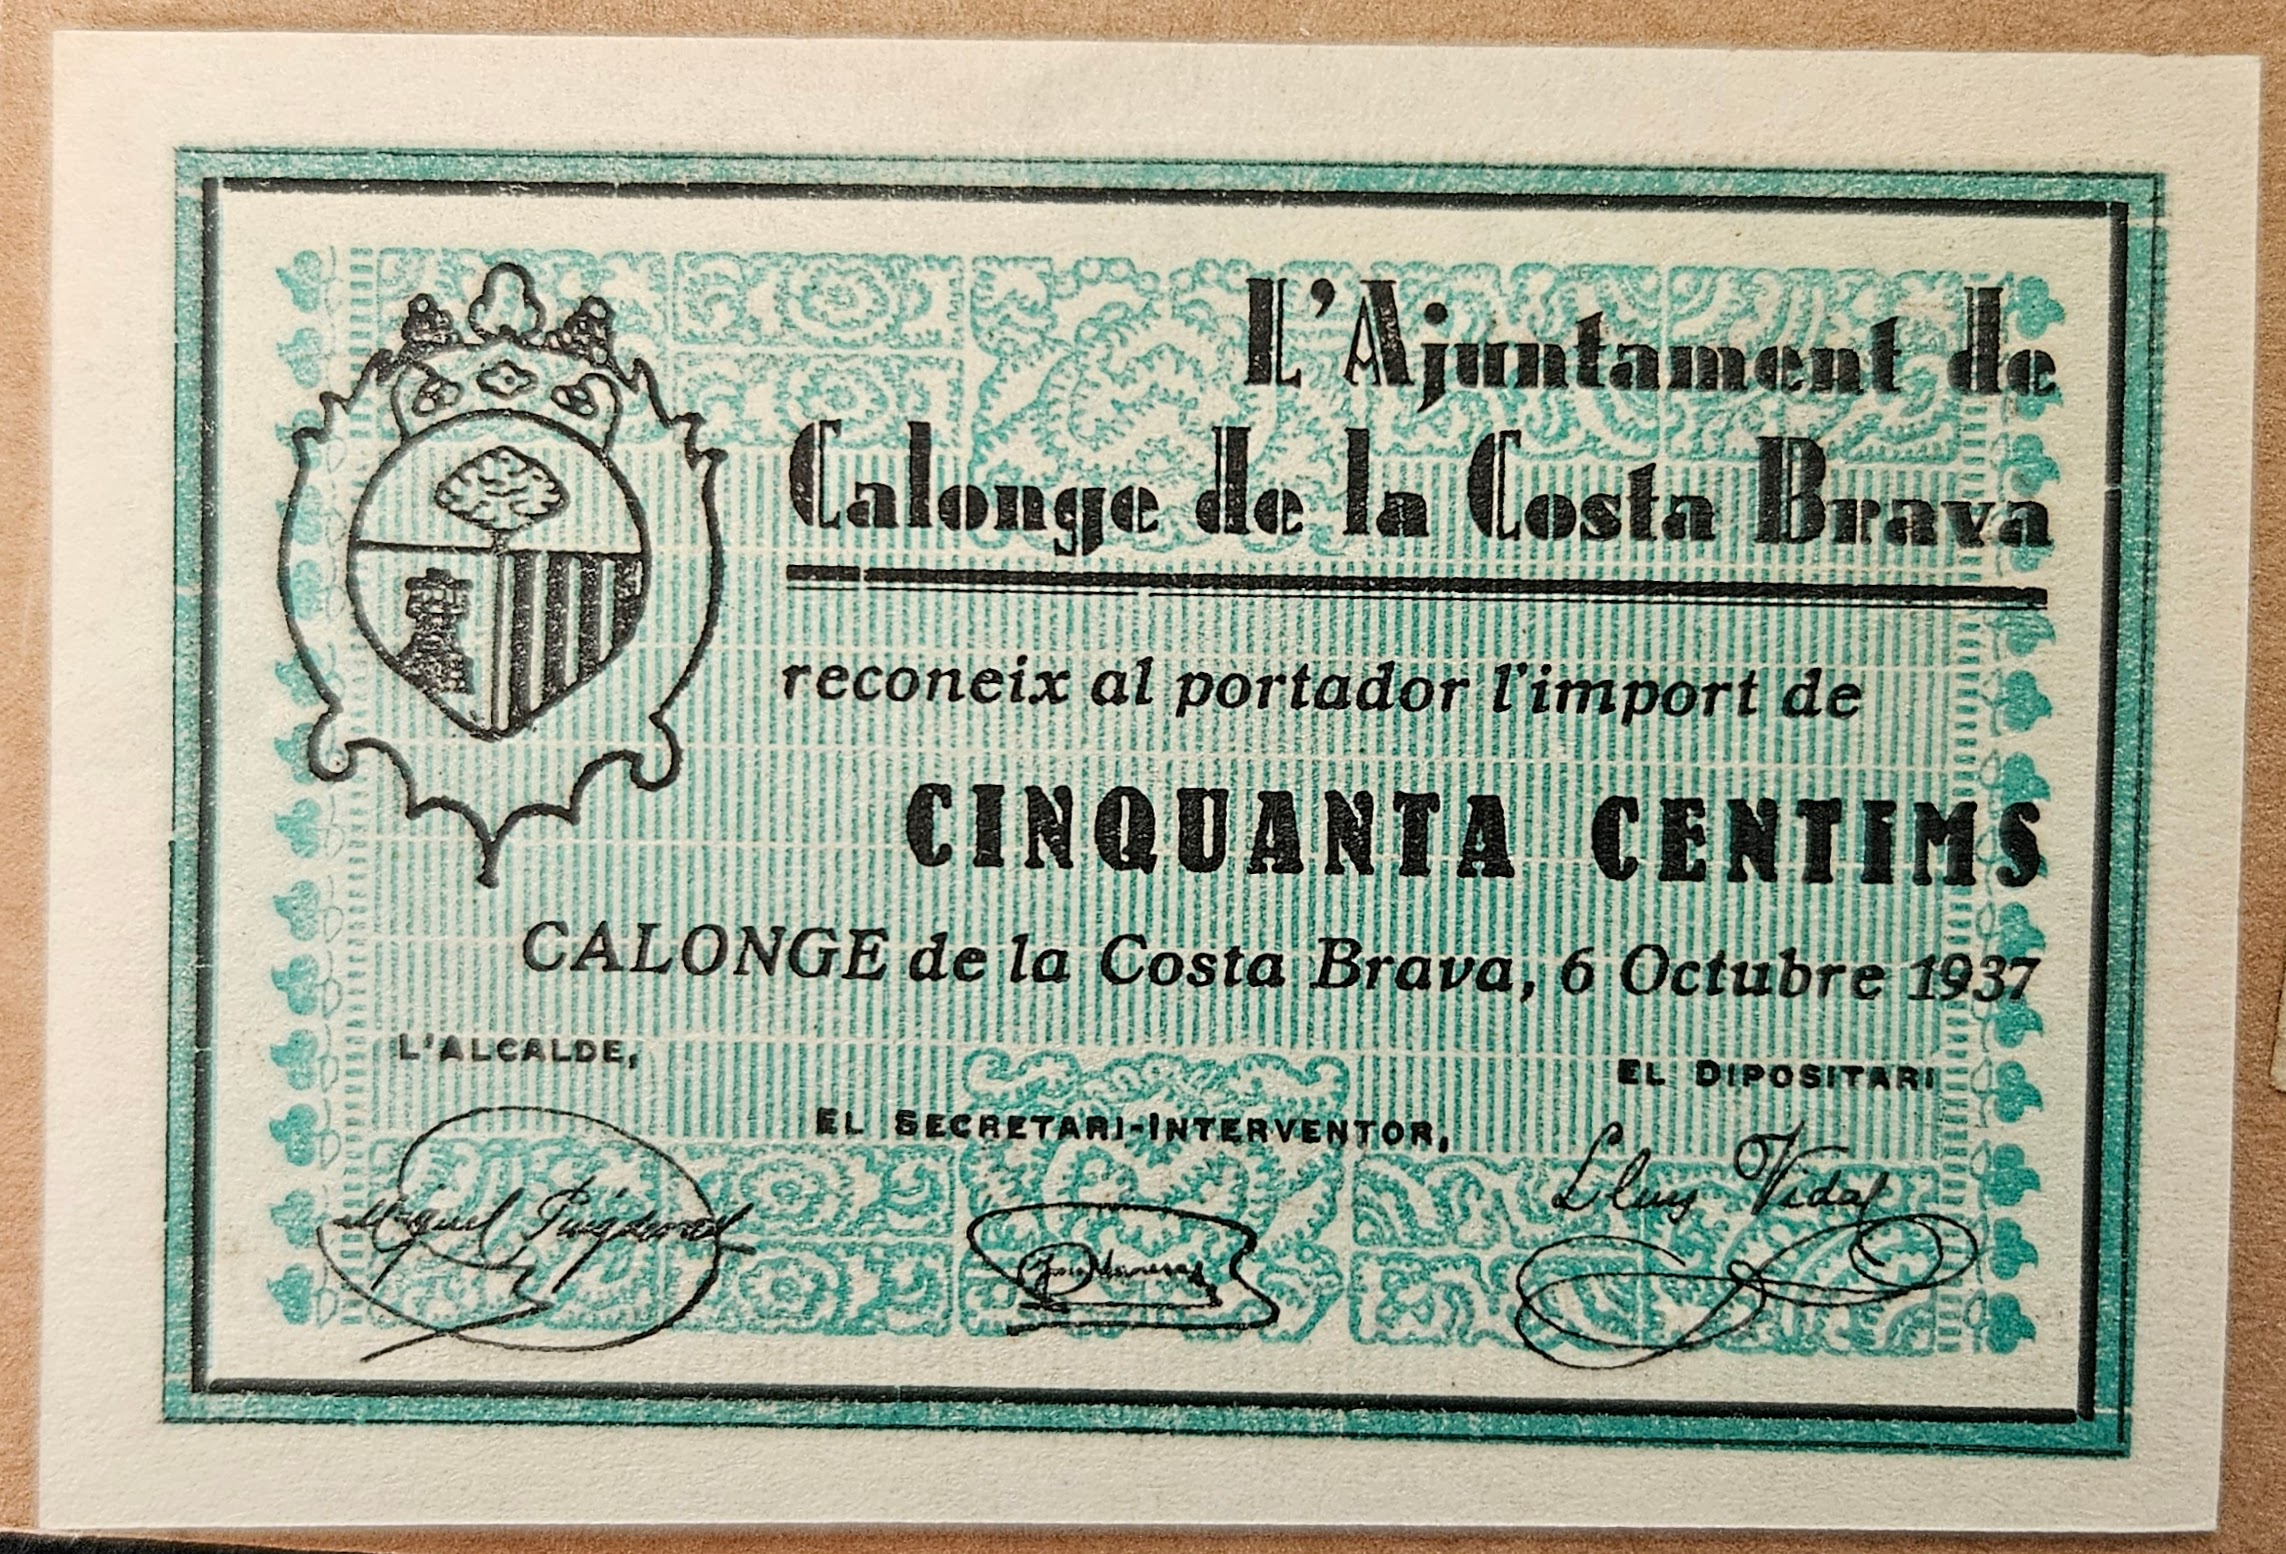 L'Ajuntament de
Calonge de la Costa Brava
reconeix al portador l'import de
CINQUANTA CENTIMS
CALONGE de la Costa Brava, 6 Octubre 1937
L'ALCALDE,
EL DIPOSITARI
EL SECRETARI-INTERVENTOR,
Lluis Vidal
Miquel